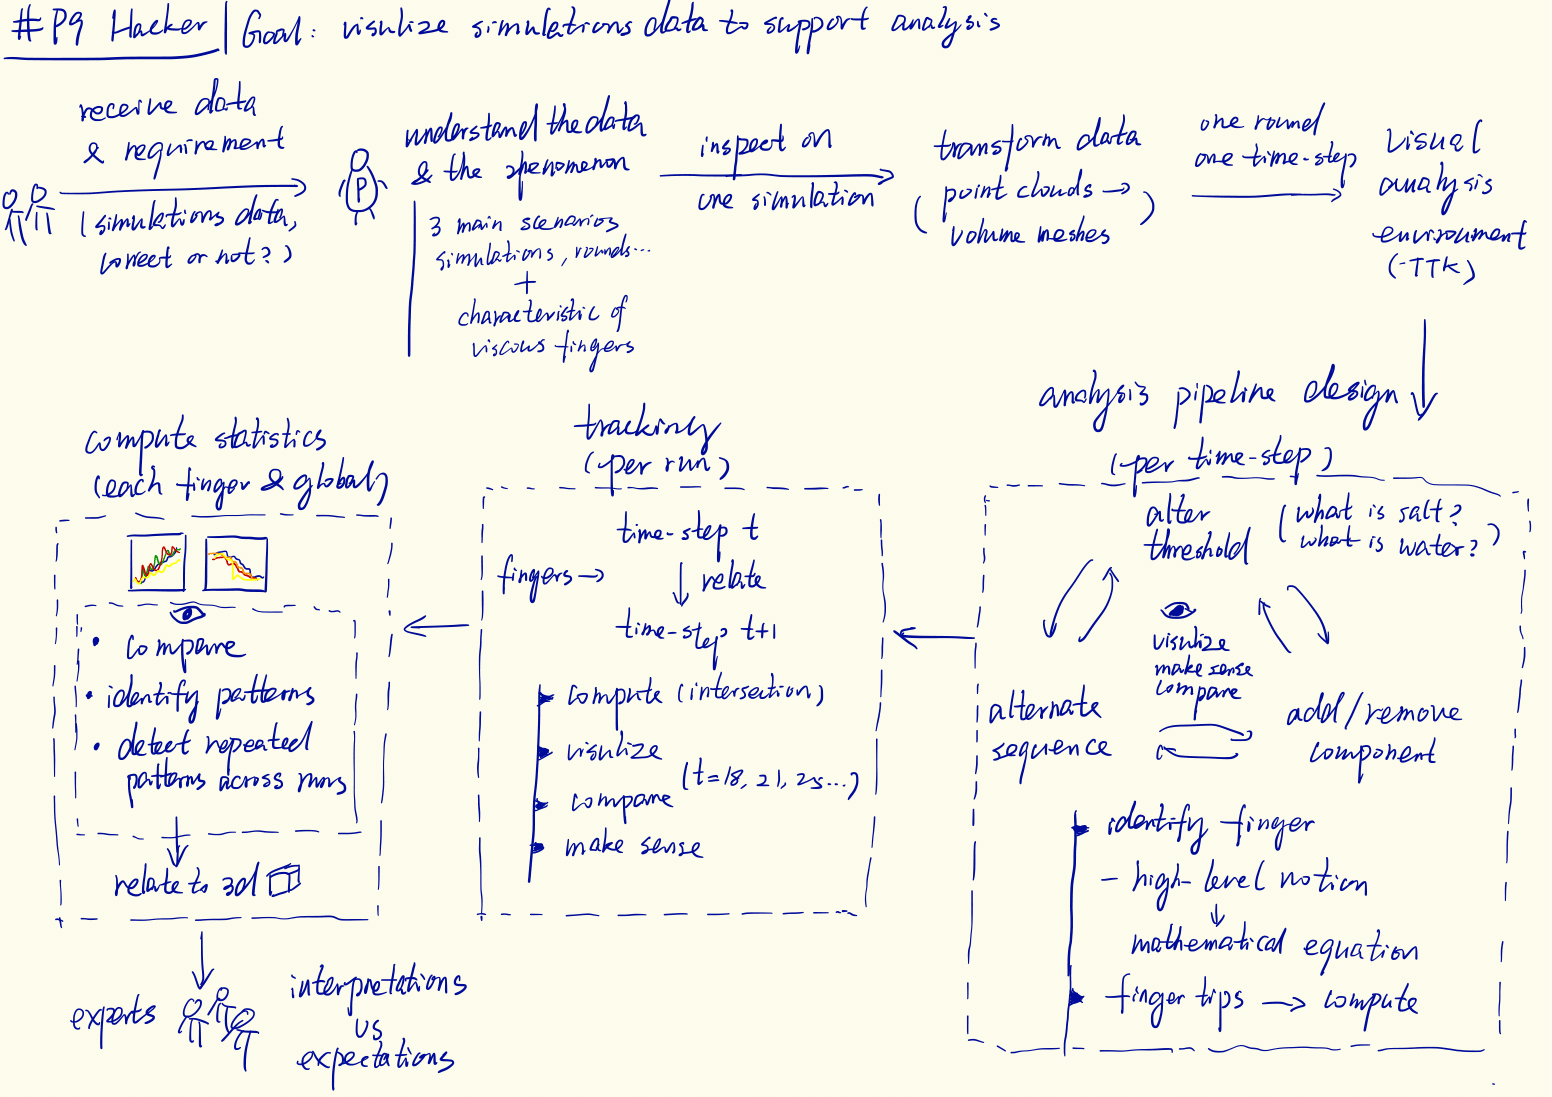 #P9 Hacker | Goal: visulize simulations data to support analysis
receive data
& requirement
(simulations data,
correct or not?)
P
understand the data
& the phenomenon
3 main scenarios
simulations, rounds...
+
characteristic of
viscous fingers
inspect on
one simulation
transform data
(point clouds →
volume meshes)
one round
one time-step
visual
analysis
environment
(-TTK)
analysis pipeline design
(per time-step)
alter
threshold
(what is salt?
what is water?)
visulize
make sense
compare
alternate
sequence
add/remove
component
identify finger
- high-level notion
↓
mathematical equation
finger tips → compute
tracking
(per run)
time-step t
fingers →
↓ relate
time-step t+1
compute (intersection)
visulize
(t=18, 21, 25...)
compare
make sense
compute statistics
(each finger & global)
• compare
• identify patterns
• detect repeated
patterns across runs
relate to 3d
experts
interpretations
vs
expectations